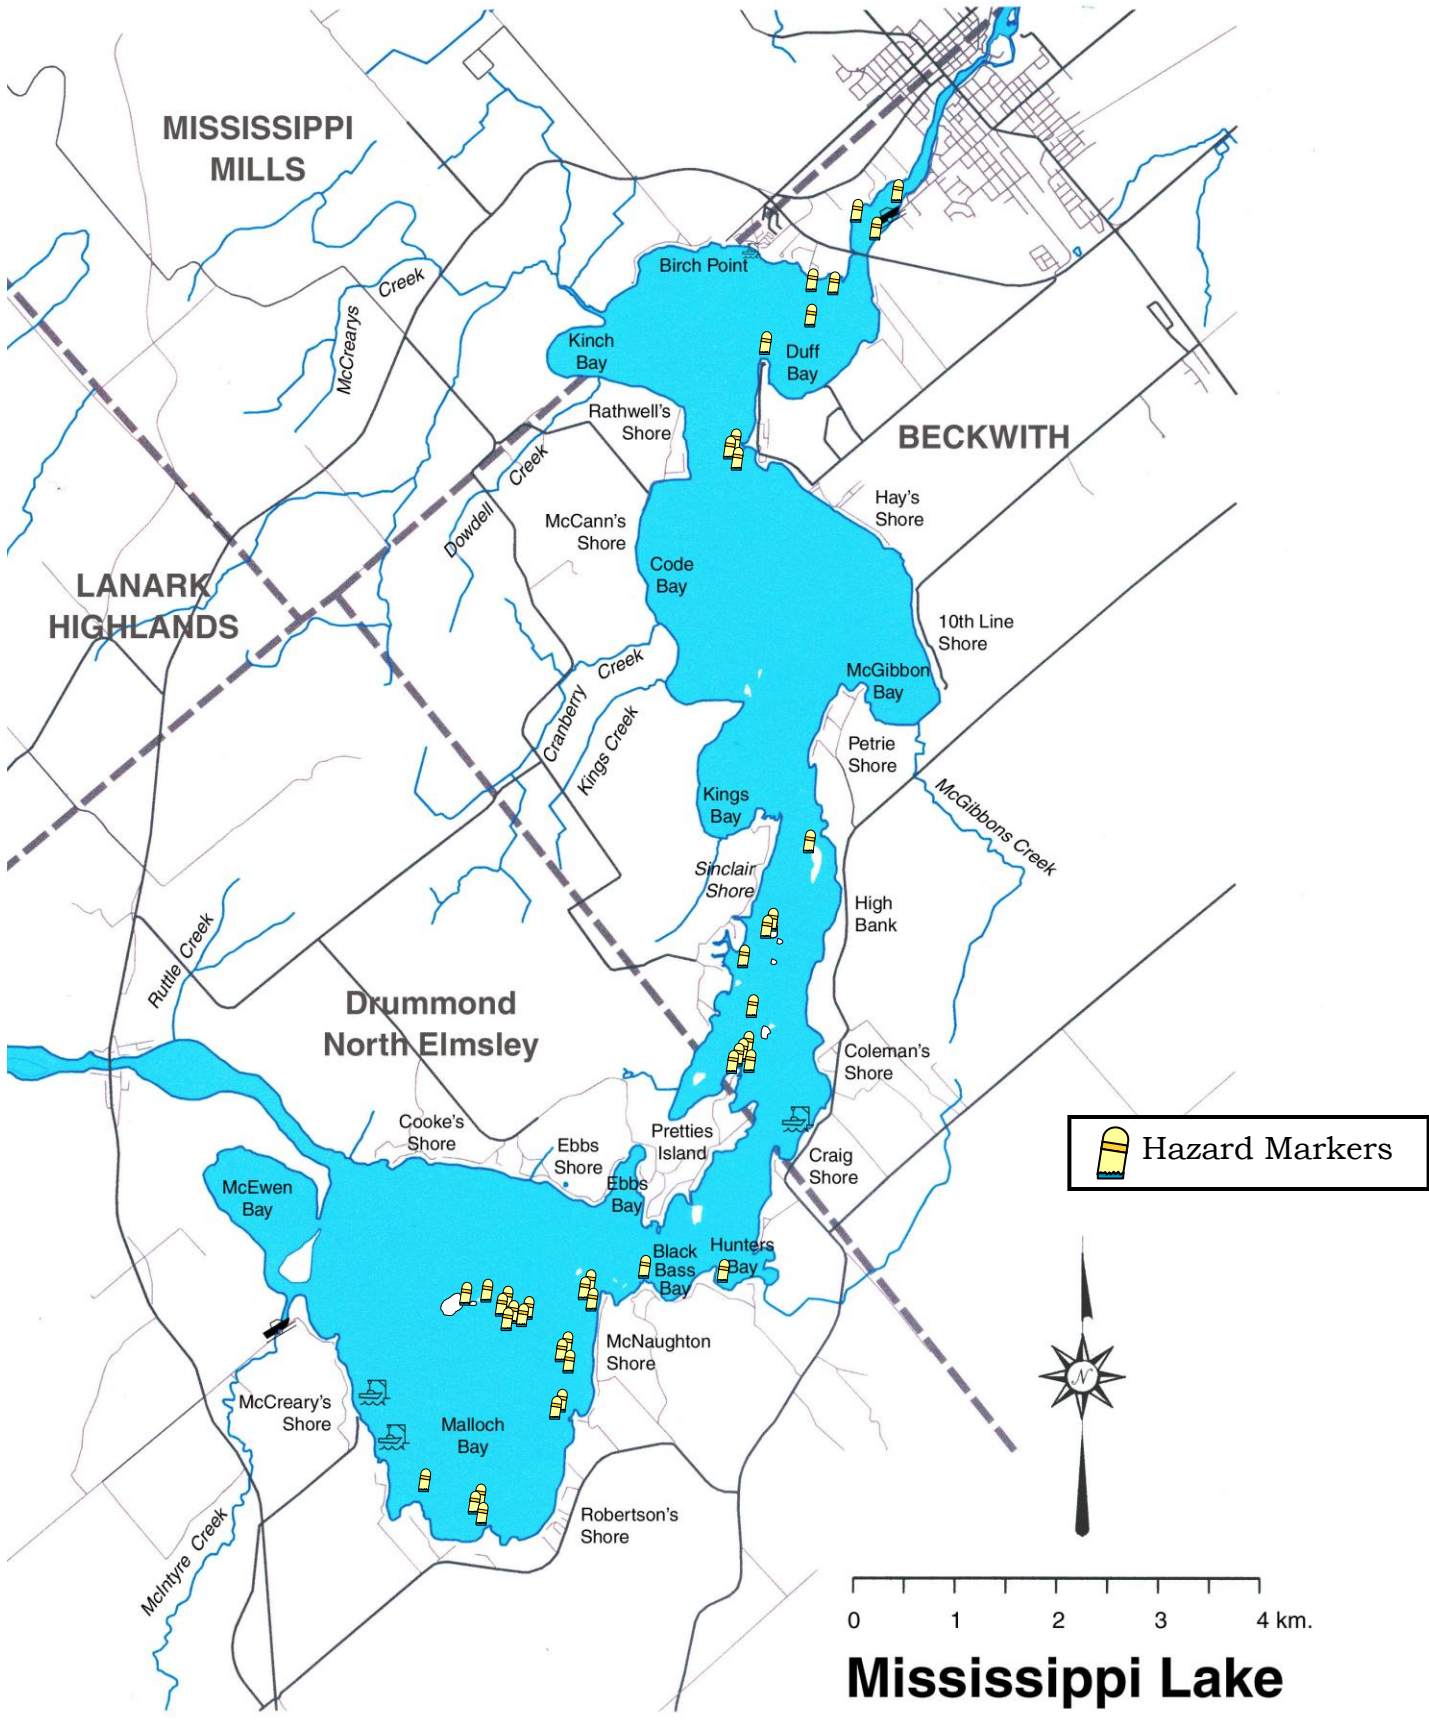 MISSISSIPPI
MILLS
Birch Point
McCrearys
Creek
Kinch
Bay
Duff
Bay
Rathwell's
Shore
BECKWITH
Dowdell
Creek
Hay's
Shore
McCann's
Shore
Code
Bay
LANARK
HIGHLANDS
10th Line
Shore
Cranberry
Creek
McGibbon
Bay
Kings Creek
Petrie
Shore
Kings
Bay
McGibbons Creek
Sinclair
Shore
High
Bank
Ruttle Creek
Drummond
North Elmsley
Coleman's
Shore
Cooke's
Shore
Ebbs
Shore
Pretties
Island
Craig
Shore
Hazard Markers
McEwen
Bay
Ebbs
Bay
Black
Bass
Bay
Hunters
Bay
McNaughton
Shore
N
McCreary's
Shore
Malloch
Bay
Robertson's
Shore
McIntyre Creek
0 1 2 3 4 km.
Mississippi Lake